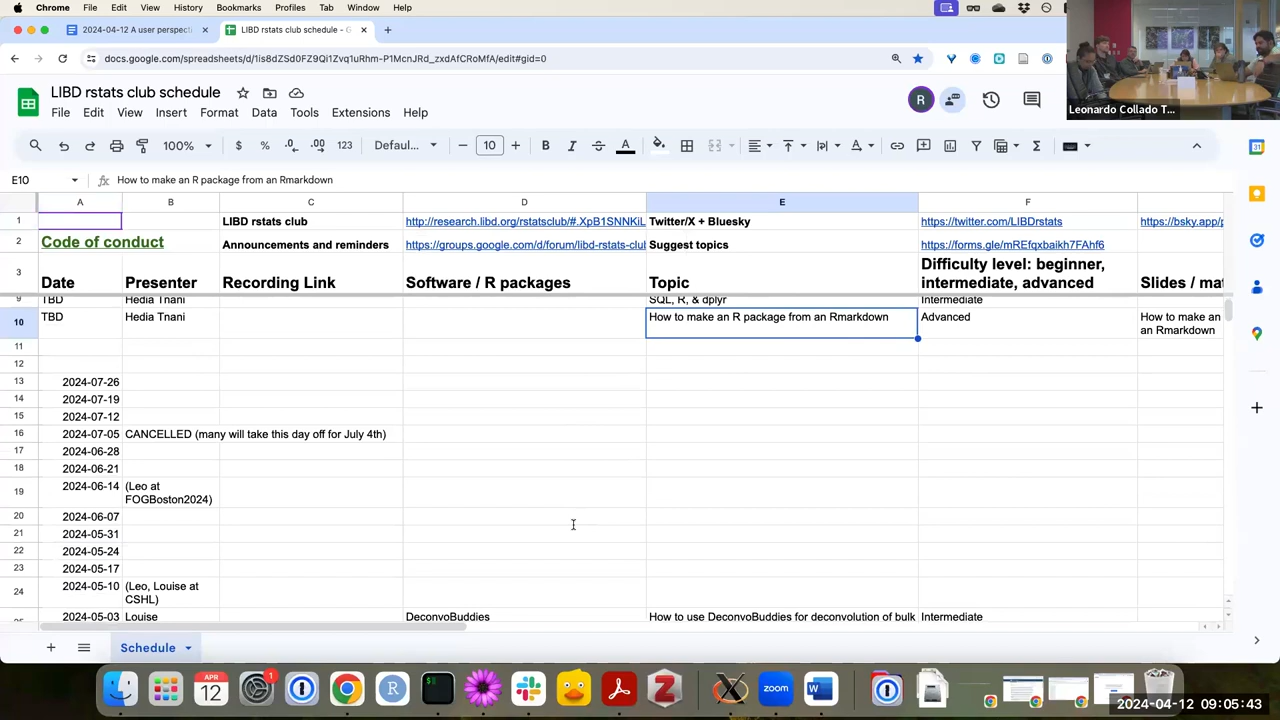 Chrome File Edit View History Bookmarks Profiles Tab Window Help
2024-04-12 A user perspecti
LIBD rstats club schedule - G
docs.google.com/spreadsheets/d/1is8dZSd0FZ9Qi1Zvq1uRhm-P1McnJRd_zxdAfCRoMfA/edit#gid=0
Leonardo Collado T...
LIBD rstats club schedule
File Edit View Insert Format Data Tools Extensions Help
R
100% $ % .0 .00 123 Defaul... 10 B I S A
31
E10 fx How to make an R package from an Rmarkdown
A B C D E F
1 LIBD rstats club http://research.libd.org/rstatsclub/#.XpB1SNNKiL Twitter/X + Bluesky https://twitter.com/LIBDrstats https://bsky.app/p
2 Code of conduct Announcements and reminders https://groups.google.com/d/forum/libd-rstats-clu Suggest topics https://forms.gle/mREfqxbaikh7FAhf6
3 Date Presenter Recording Link Software / R packages Topic Difficulty level: beginner, intermediate, advanced Slides / mat
9 TBD Hedia Tnani SQL, R, & dplyr Intermediate
10 TBD Hedia Tnani How to make an R package from an Rmarkdown Advanced How to make an
an Rmarkdown
11
12
13 2024-07-26
14 2024-07-19
15 2024-07-12
16 2024-07-05 CANCELLED (many will take this day off for July 4th)
17 2024-06-28
18 2024-06-21
19 2024-06-14 (Leo at
FOGBoston2024)
20 2024-06-07
21 2024-05-31
22 2024-05-24
23 2024-05-17
24 2024-05-10 (Leo, Louise at
CSHL)
2024-05-03 Louise DeconvoBuddies How to use DeconvoBuddies for deconvolution of bulk Intermediate
Schedule
APR
12
1
R
zoom
W
2024-04-12 09:05:43